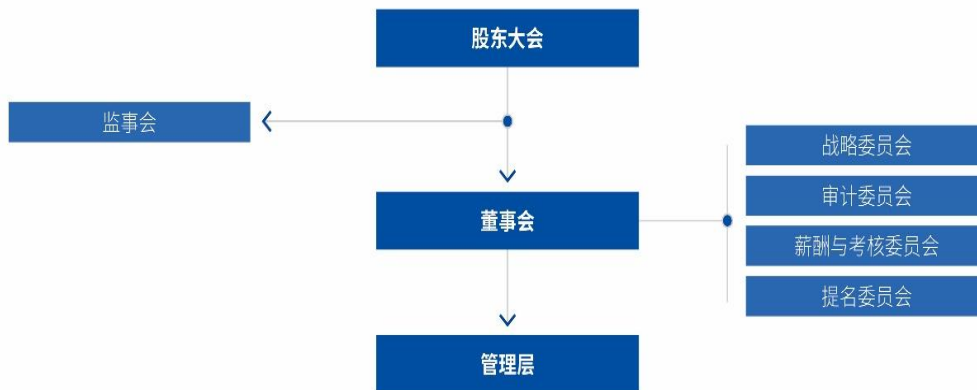 股东大会
监事会
战略委员会
审计委员会
董事会
薪酬与考核委员会
提名委员会
管理层